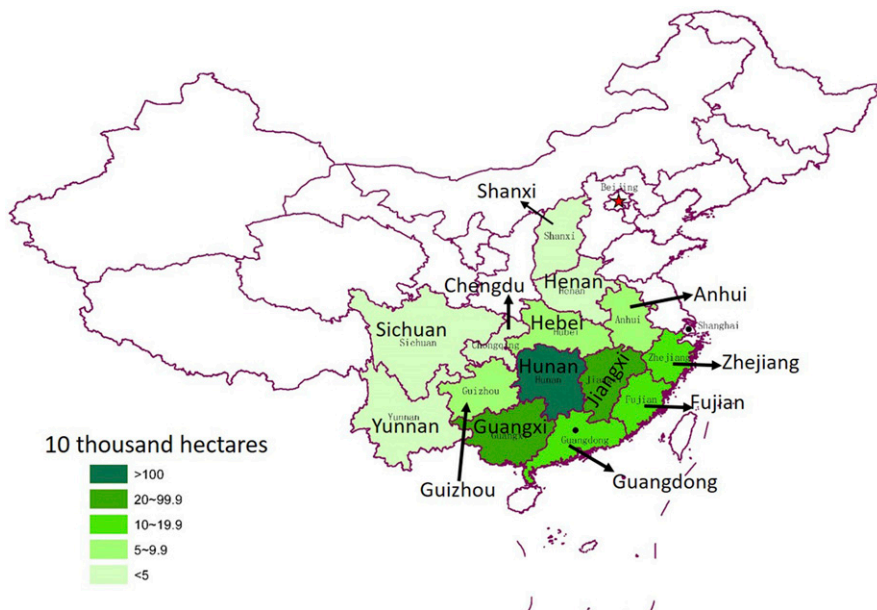 Beijing
Shanxi
Shanxi
Henan
Henan
Chengdu
Anhui
Anhui
Shanghai
Sichuan
Sichuan
Hebei
Hubei
Chongqing
Zhejiang
Zhejiang
Hunan
Hunan
Jiangxi
Guizhou
Fujian
Fujian
Yunnan
Yunnan
Guangxi
Guangdong
Guizhou
Guangdong
10 thousand hectares
>100
20~99.9
10~19.9
5~9.9
<5